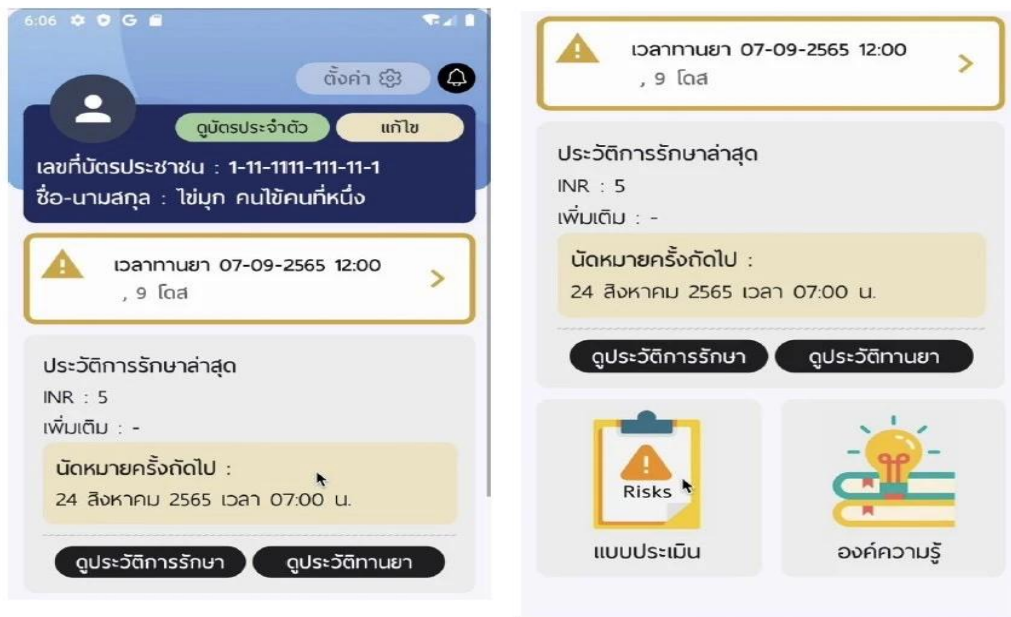 6:06 G
ตั้งค่า
ดูบัตรประจำตัว แก้ไข
เลขที่บัตรประชาชน : 1-11-1111-111-11-1
ชื่อ-นามสกุล : ไข่มุก คนไข้คนที่หนึ่ง
เวลาทานยา 07-09-2565 12:00
, 9 โดส
ประวัติการรักษาล่าสุด
INR : 5
เพิ่มเติม : -
นัดหมายครั้งถัดไป :
24 สิงหาคม 2565 เวลา 07:00 น.
ดูประวัติการรักษา ดูประวัติทานยา
เวลาทานยา 07-09-2565 12:00
, 9 โดส
ประวัติการรักษาล่าสุด
INR : 5
เพิ่มเติม : -
นัดหมายครั้งถัดไป :
24 สิงหาคม 2565 เวลา 07:00 น.
ดูประวัติการรักษา ดูประวัติทานยา
Risks
แบบประเมิน องค์ความรู้